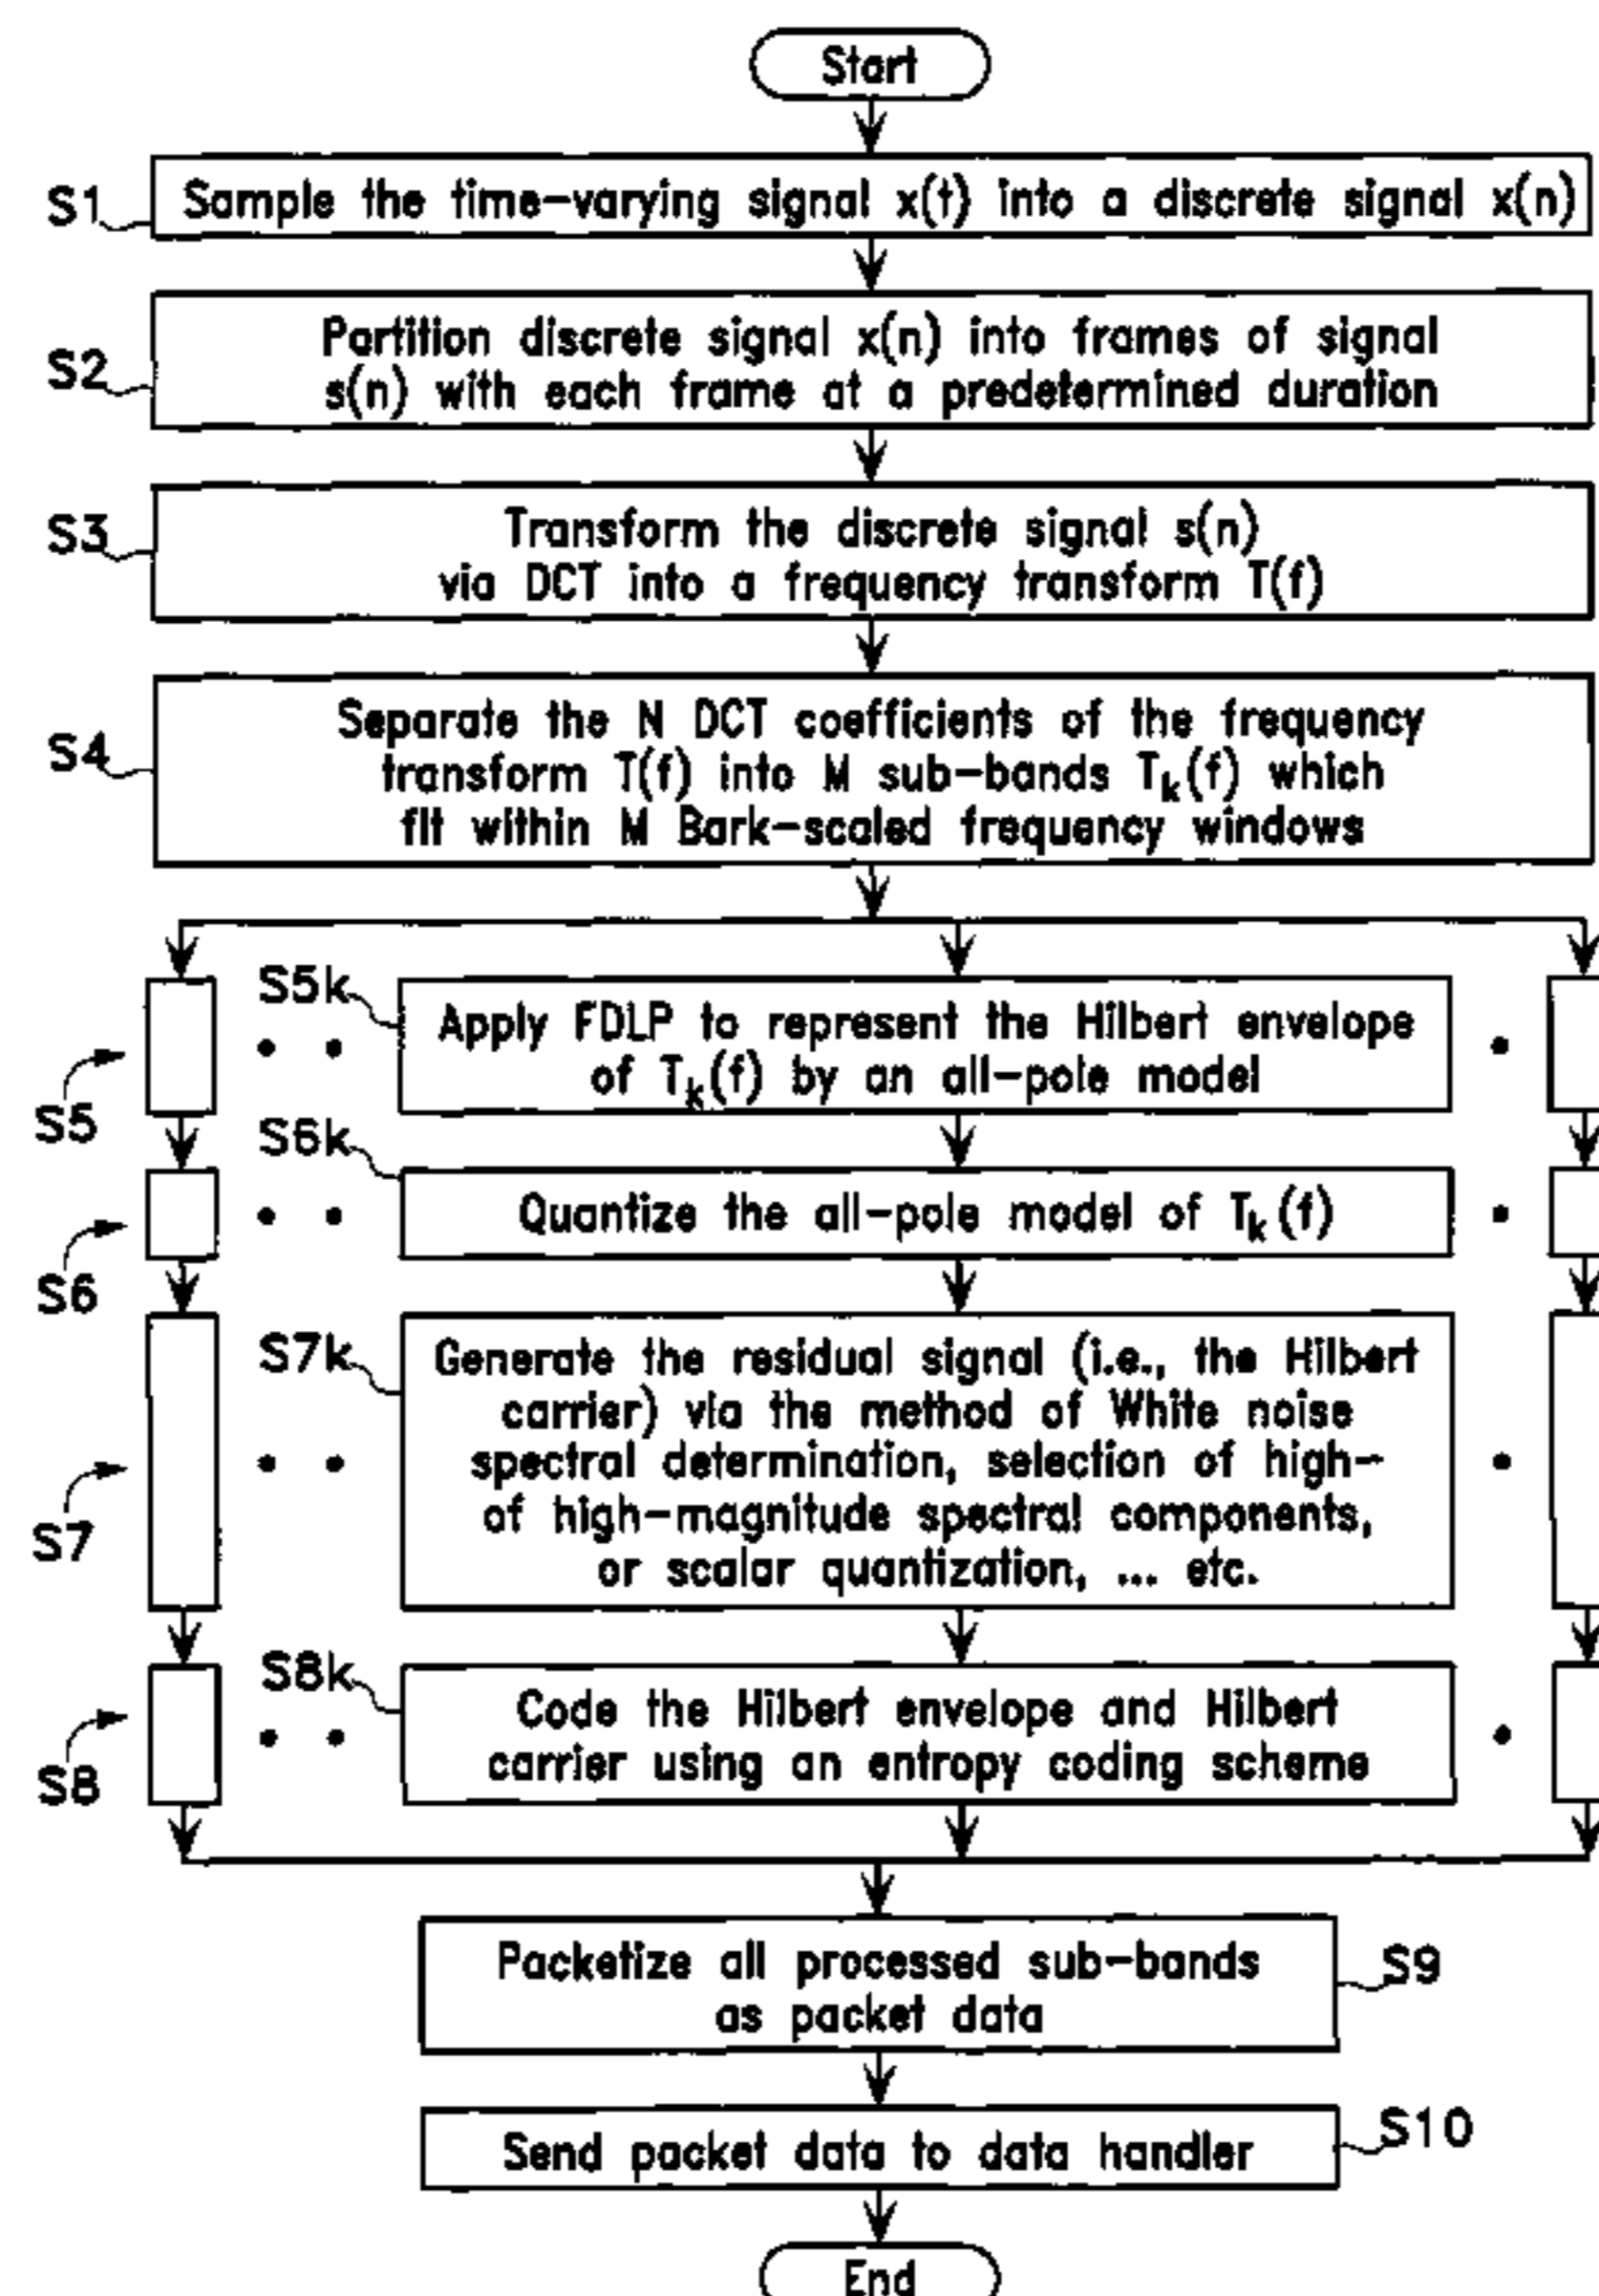 Start
S1
Sample the time-varying signal x(t) into a discrete signal x(n)
S2
Partition discrete signal x(n) into frames of signal
s(n) with each frame at a predetermined duration
S3
Transform the discrete signal s(n)
via DCT into a frequency transform T(f)
S4
Separate the N DCT coefficients of the frequency
transform T(f) into M sub-bands Tk(f) which
fit within M Bark-scaled frequency windows
S5k
Apply FDLP to represent the Hilbert envelope
of Tk(f) by an all-pole model
S5
S6k
Quantize the all-pole model of Tk(f)
S6
S7k
Generate the residual signal (i.e., the Hilbert
carrier) via the method of White noise
spectral determination, selection of high-
of high-magnitude spectral components,
or scalar quantization, ... etc.
S7
S8k
Code the Hilbert envelope and Hilbert
carrier using an entropy coding scheme
S8
Packetize all processed sub-bands
as packet data
S9
Send packet data to data handler
S10
End